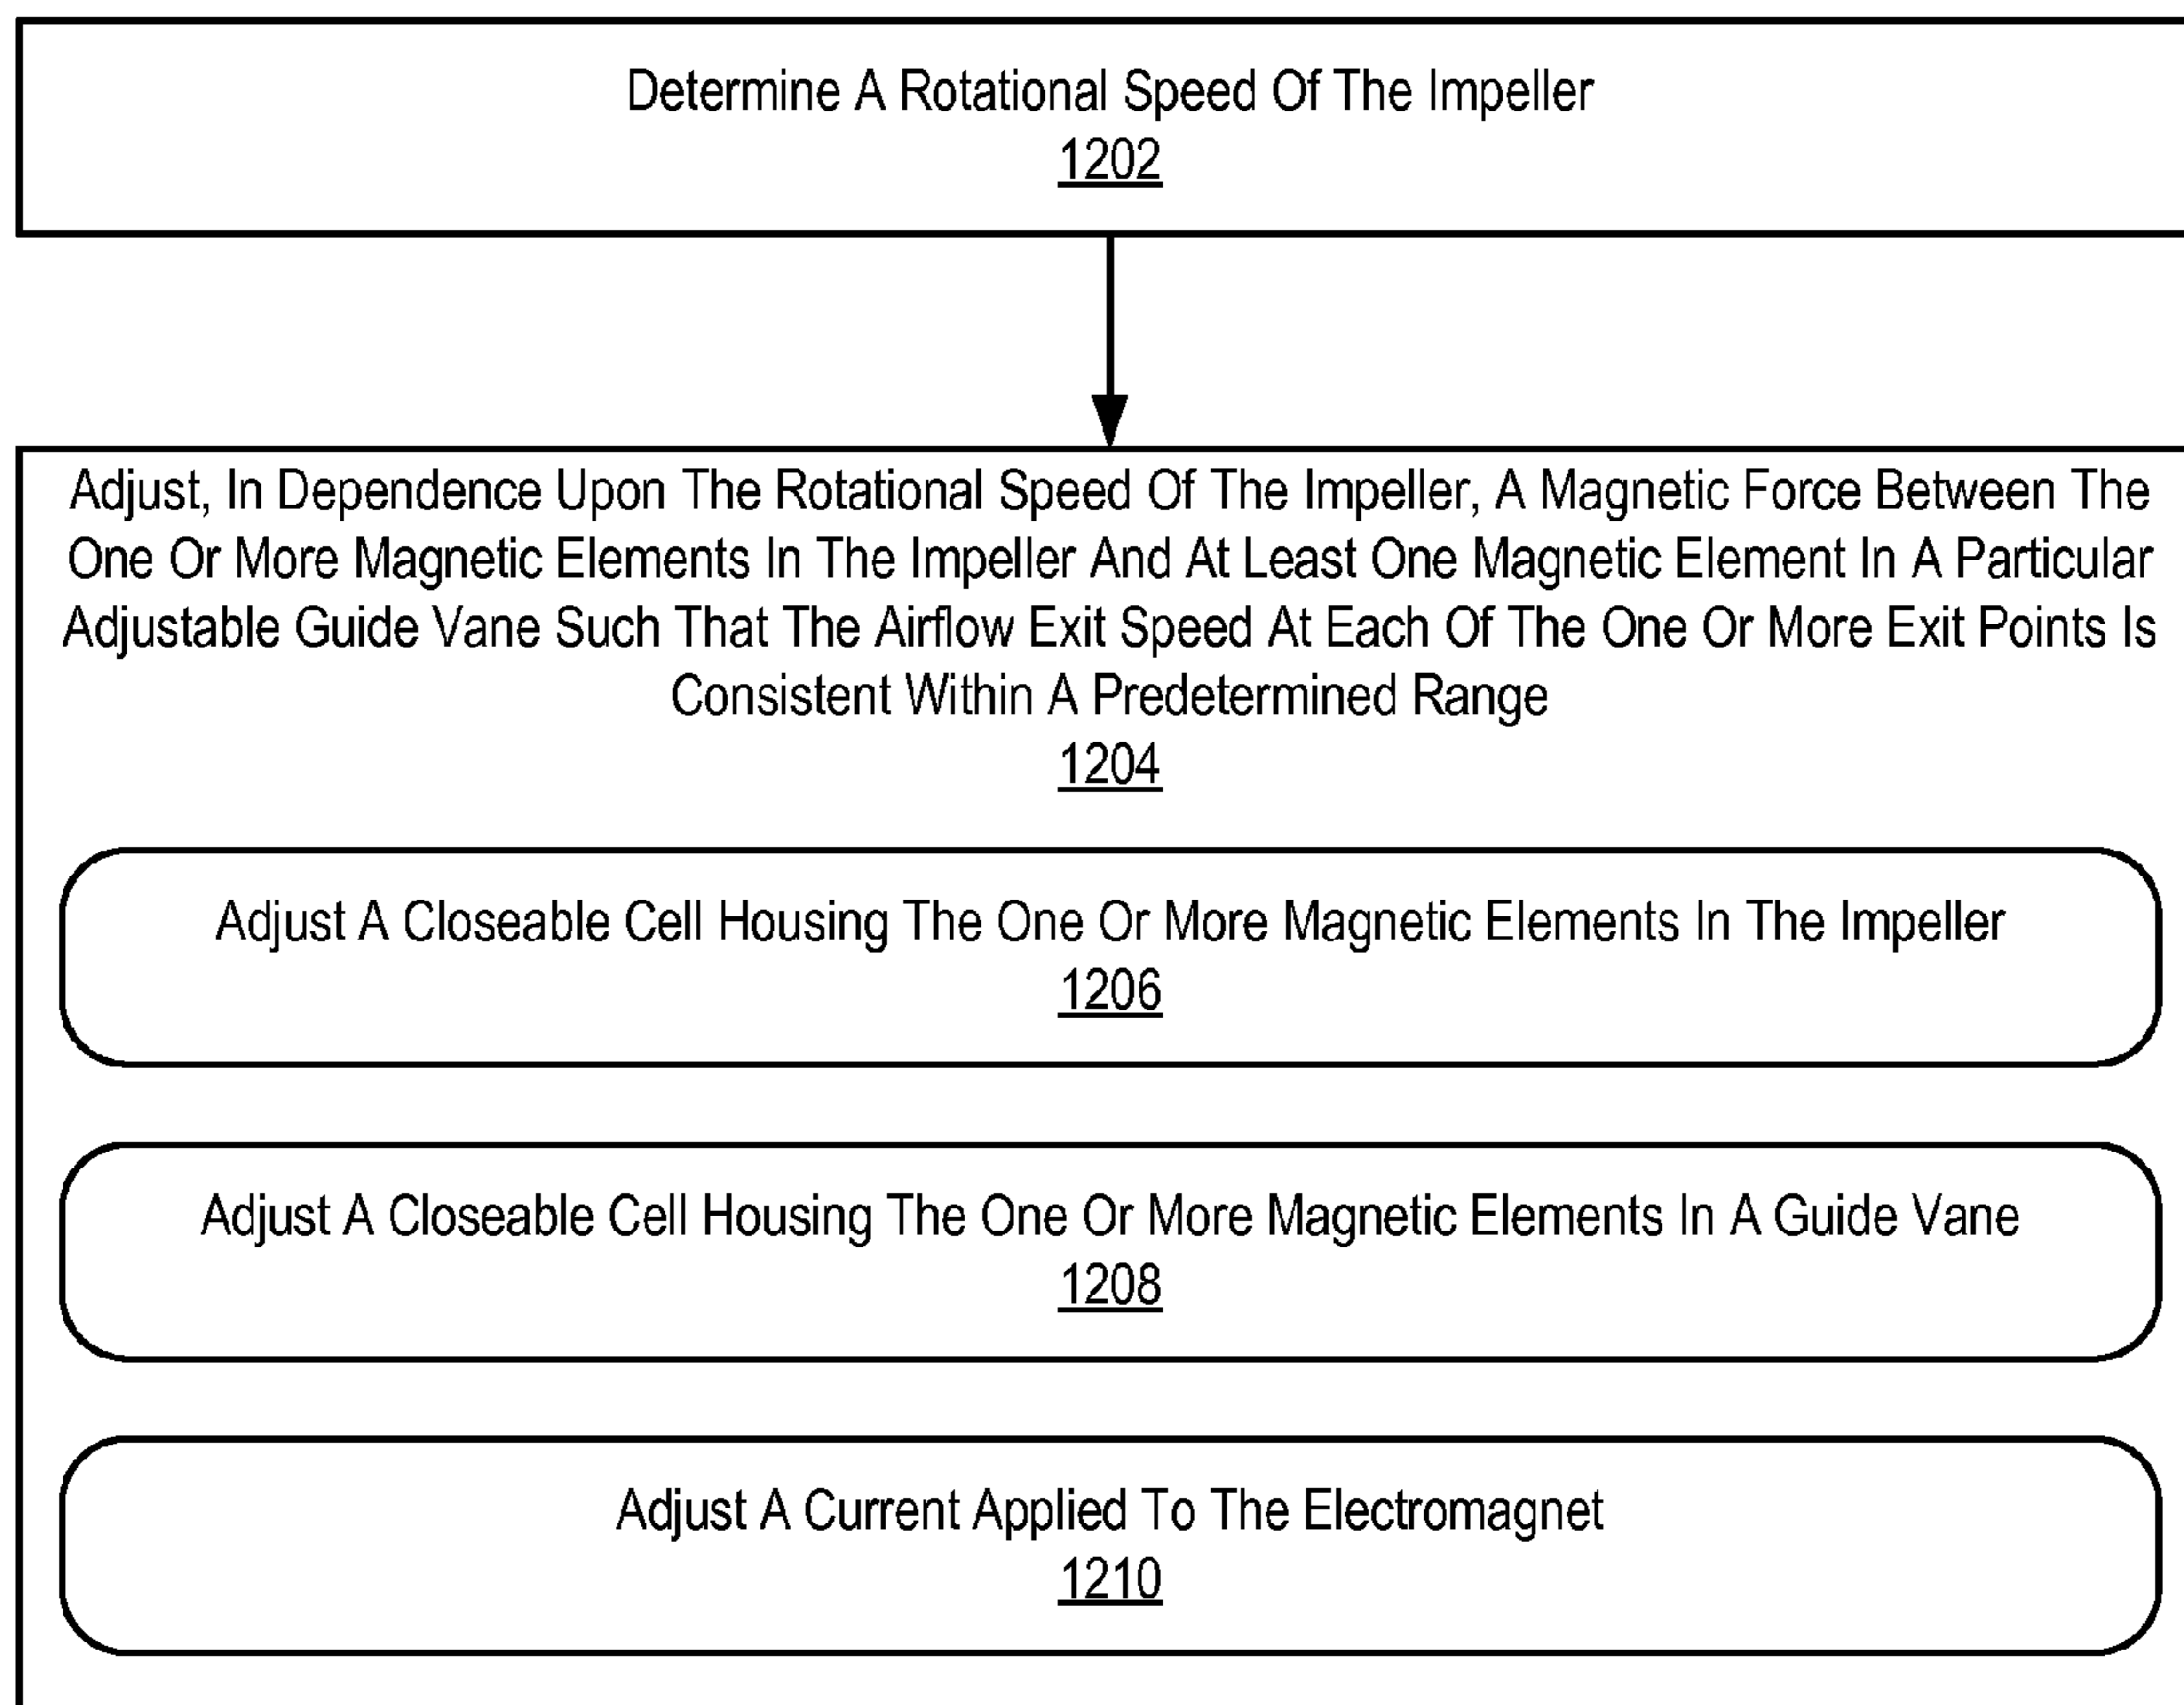 Determine A Rotational Speed Of The Impeller
1202
Adjust, In Dependence Upon The Rotational Speed Of The Impeller, A Magnetic Force Between The
One Or More Magnetic Elements In The Impeller And At Least One Magnetic Element In A Particular
Adjustable Guide Vane Such That The Airflow Exit Speed At Each Of The One Or More Exit Points Is
Consistent Within A Predetermined Range
1204
Adjust A Closeable Cell Housing The One Or More Magnetic Elements In The Impeller
1206
Adjust A Closeable Cell Housing The One Or More Magnetic Elements In A Guide Vane
1208
Adjust A Current Applied To The Electromagnet
1210